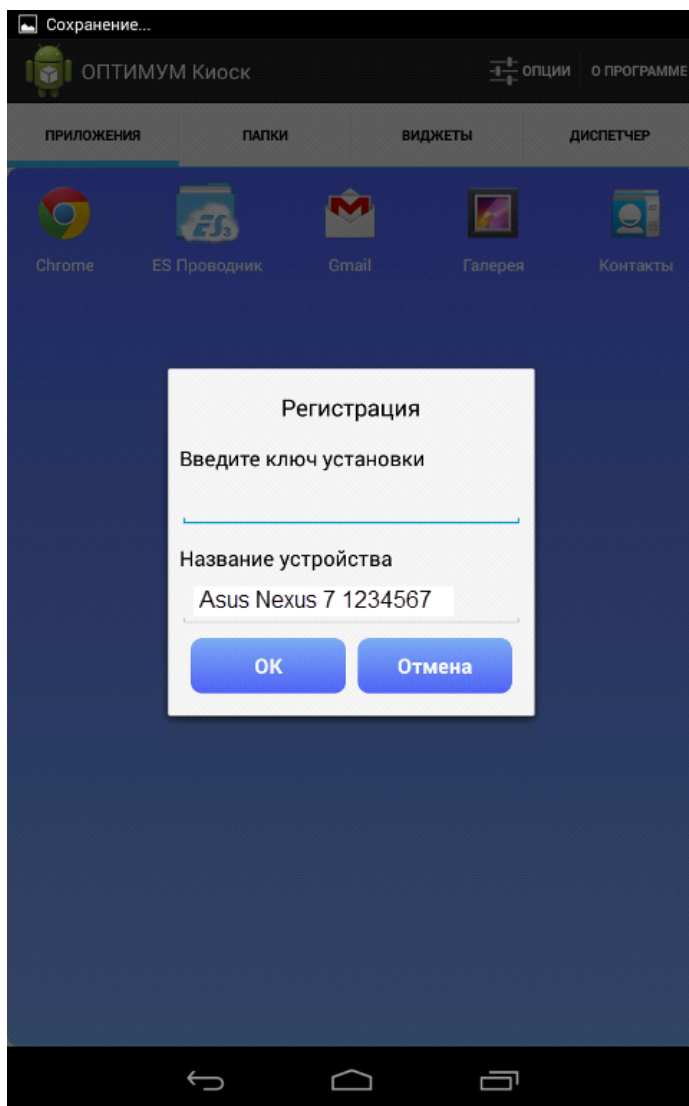 Сохранение...
ОПТИМУМ Киоск
ОПЦИИ
О ПРОГРАММЕ
ПРИЛОЖЕНИЯ
ПАПКИ
ВИДЖЕТЫ
ДИСПЕТЧЕР
Chrome
ES Проводник
Gmail
Галерея
Контакты
Регистрация
Введите ключ установки
Название устройства
Asus Nexus 7 1234567
ОК
Отмена